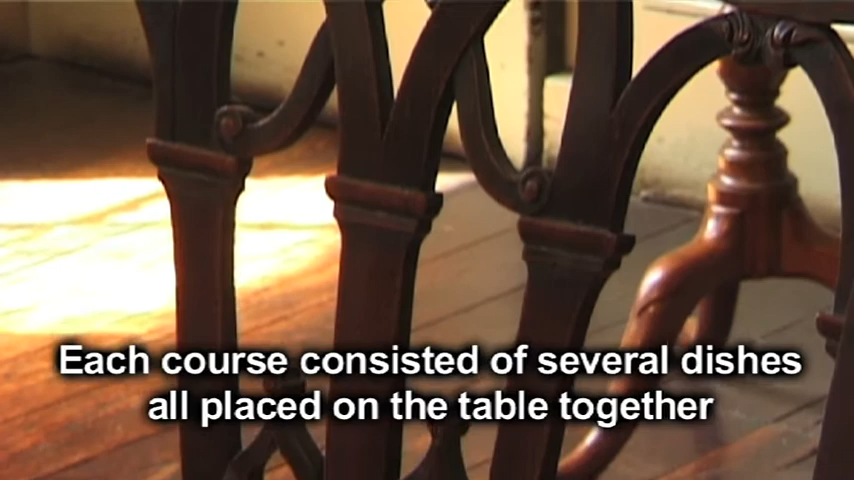 Each course consisted of several dishes
all placed on the table together